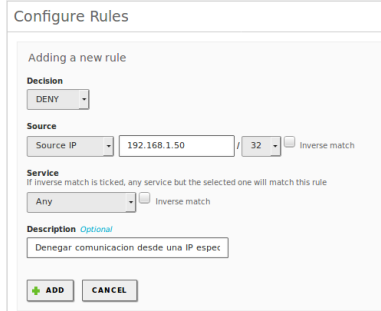 Configure Rules
Adding a new rule
Decision
DENY
Source
Source IP 192.168.1.50 / 32 Inverse match
Service
If inverse match is ticked, any service but the selected one will match this rule
Any Inverse match
Description Optional
Denegar comunicacion desde una IP espec
ADD CANCEL